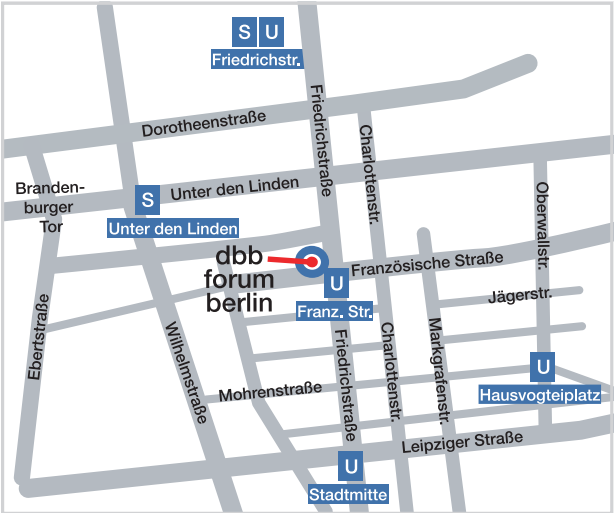 S U
Friedrichstr.
Dorotheenstraße
Friedrichstraße
Charlottenstr.
Branden-
burger
Tor
S
Unter den Linden
Unter den Linden
Oberwallstr.
dbb
forum
berlin
Französische Straße
U
Franz. Str.
Jägerstr.
Ebertstraße
Wilhelmstraße
Friedrichstraße
Charlottenstr.
Markgrafenstr.
Mohrenstraße
U
Hausvogteiplatz
Leipziger Straße
U
Stadtmitte